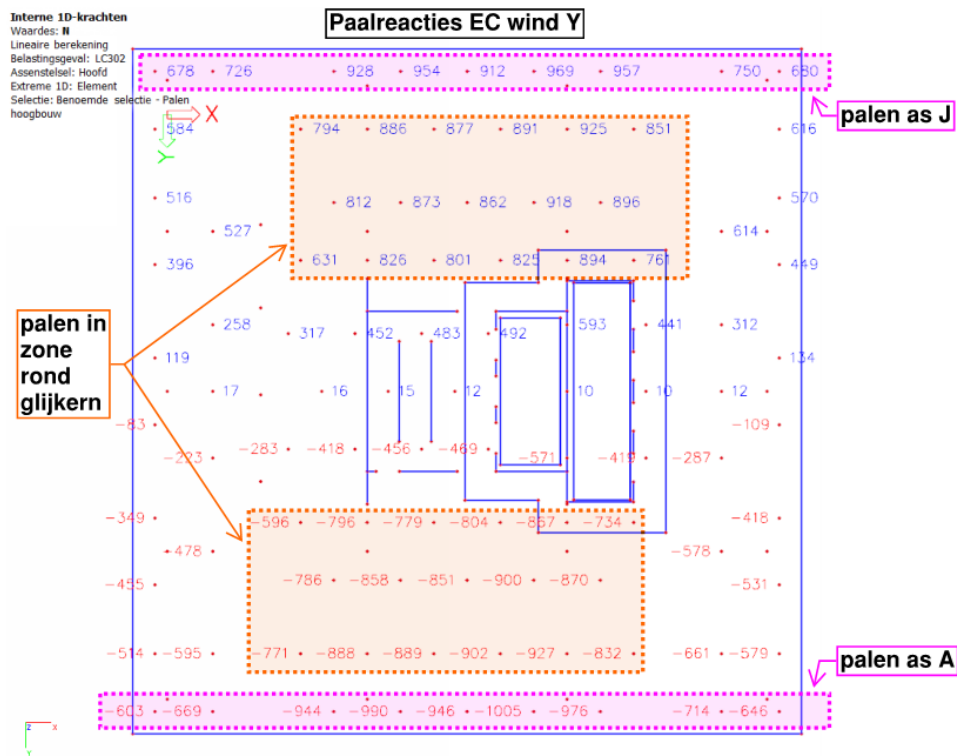 Interne 1D-krachten
Waardes: N
Lineaire berekening
Belastingsgeval: LC302
Assenstelsel: Hoofd
Extreme 1D: Element
Selectie: Benoemde selectie - Palen
hoogbouw
Paalreacties EC wind Y
678 726 928 954 912 969 957 750 680
palen as J
X
Y
584 794 886 877 891 925 851 616
516 812 873 862 918 896 570
527 614
396 631 826 801 825 894 761 449
palen in
zone
rond
glijkern
258 317 452 483 492 593 441 312
119 134
17 16 15 12 10 10 12
-83 -109
-223 -283 -418 -456 -469 -571 -419 -287
-349 -596 -796 -779 -804 -867 -734 -418
-478 -578
-455 -786 -858 -851 -900 -870 -531
-514 -595 -771 -888 -889 -902 -927 -832 -661 -579
palen as A
-603 -669 -944 -990 -946 -1005 -976 -714 -646
z x
Y